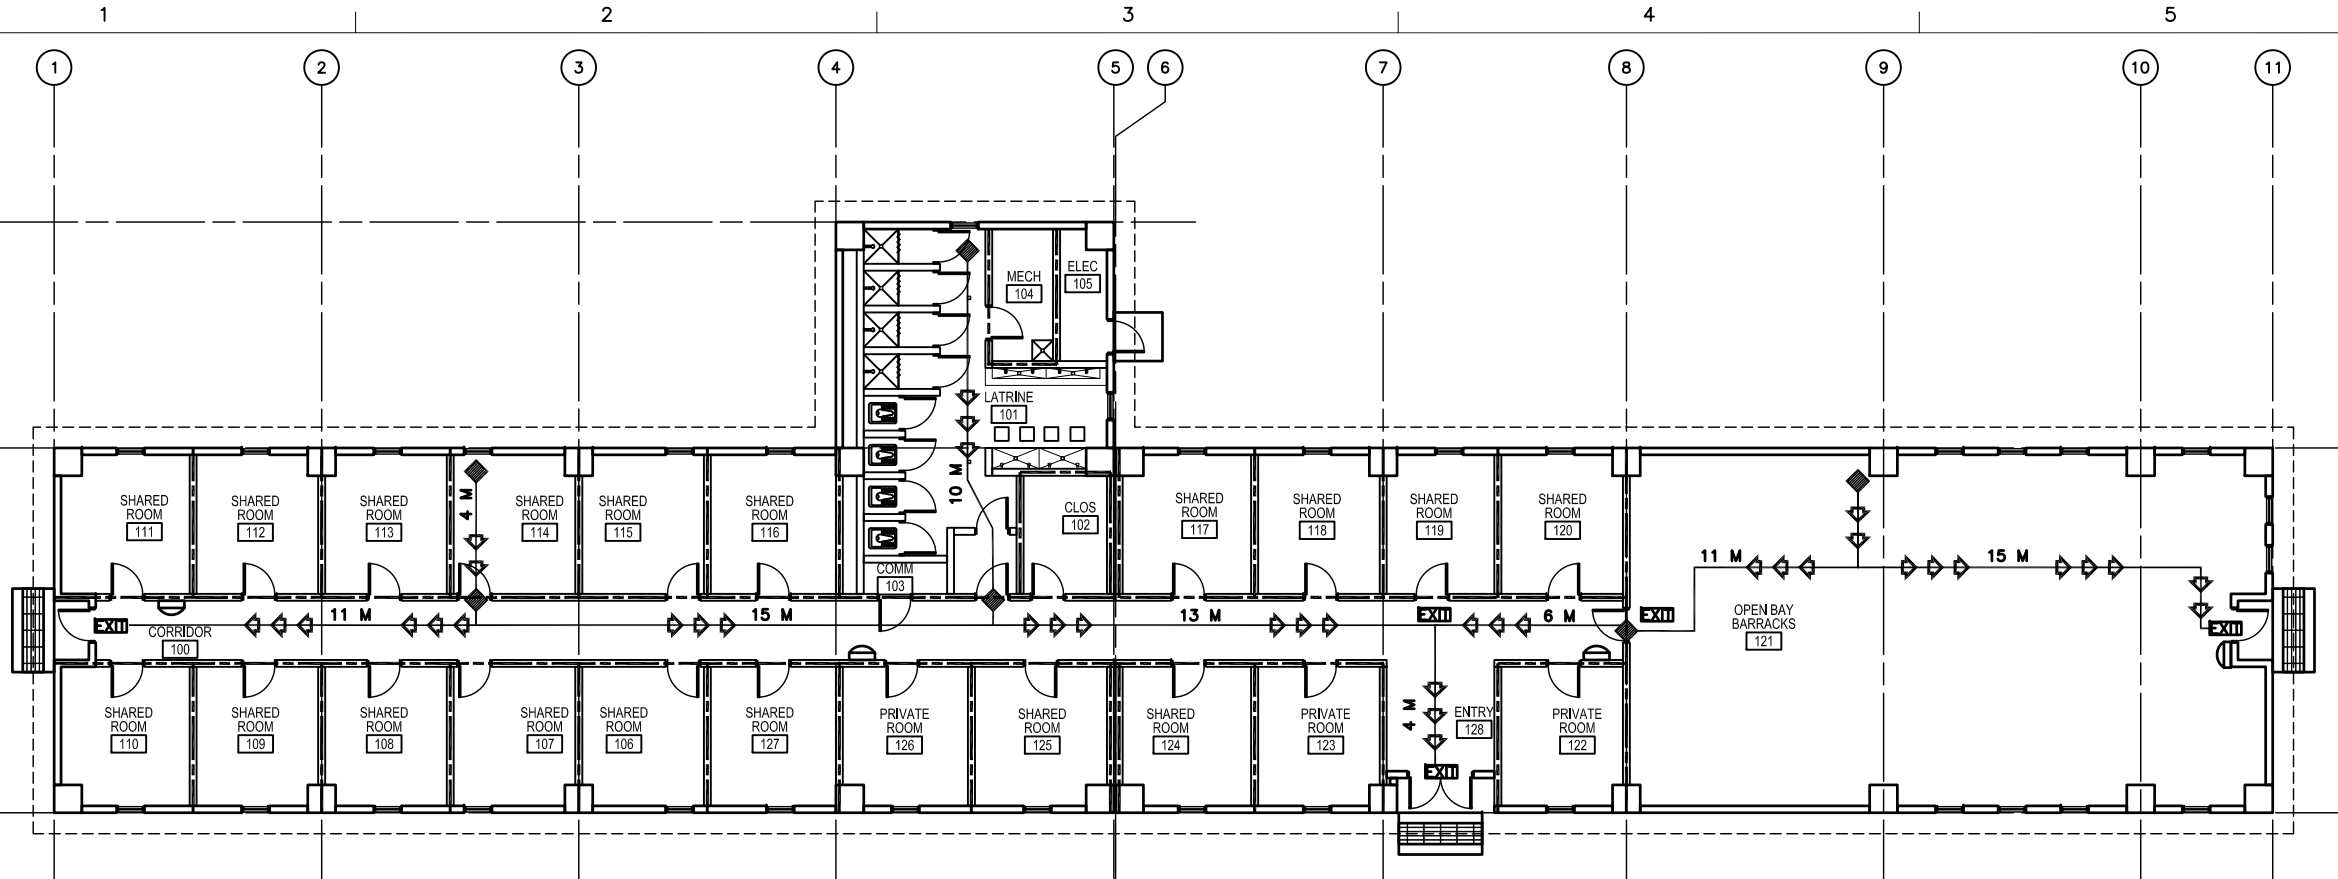 1 2 3 4 5
1 2 3 4 5 6 7 8 9 10 11
MECH
104
ELEC
105
LATRINE
101
10 M
4 M
SHARED
ROOM
111
SHARED
ROOM
112
SHARED
ROOM
113
SHARED
ROOM
114
SHARED
ROOM
115
SHARED
ROOM
116
CLOS
102
SHARED
ROOM
117
SHARED
ROOM
118
SHARED
ROOM
119
SHARED
ROOM
120
COMM
103
11 M
15 M
EXIT
CORRIDOR
100
11 M
15 M
13 M
EXIT
6 M
EXIT
OPEN BAY
BARRACKS
121
EXIT
SHARED
ROOM
110
SHARED
ROOM
109
SHARED
ROOM
108
SHARED
ROOM
107
SHARED
ROOM
106
SHARED
ROOM
127
PRIVATE
ROOM
126
SHARED
ROOM
125
SHARED
ROOM
124
PRIVATE
ROOM
123
4 M
ENTRY
128
PRIVATE
ROOM
122
EXIT